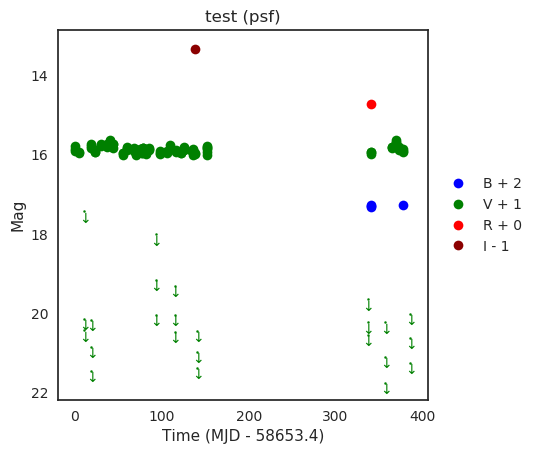 test (psf)
14
16
18
20
22
Mag
0
100
200
300
400
Time (MJD - 58653.4)
B + 2
V + 1
R + 0
I - 1